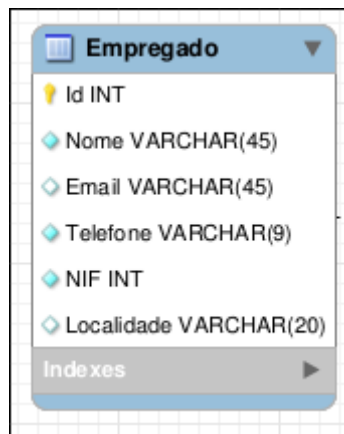 Empregado
Id INT
Nome VARCHAR(45)
Email VARCHAR(45)
Telefone VARCHAR(9)
NIF INT
Localidade VARCHAR(20)
Indexes